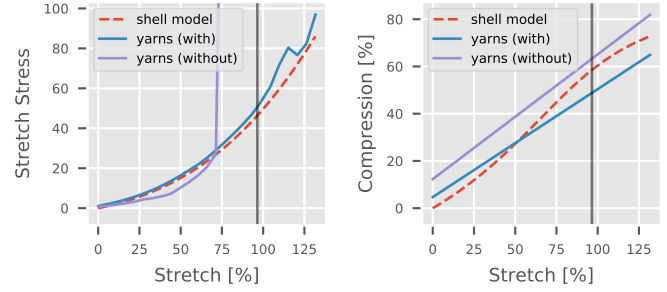 100
80
60
40
20
0
Stretch Stress
shell model
yarns (with)
yarns (without)
0 25 50 75 100 125
Stretch [%]
80
60
40
20
0
Compression [%]
shell model
yarns (with)
yarns (without)
0 25 50 75 100 125
Stretch [%]